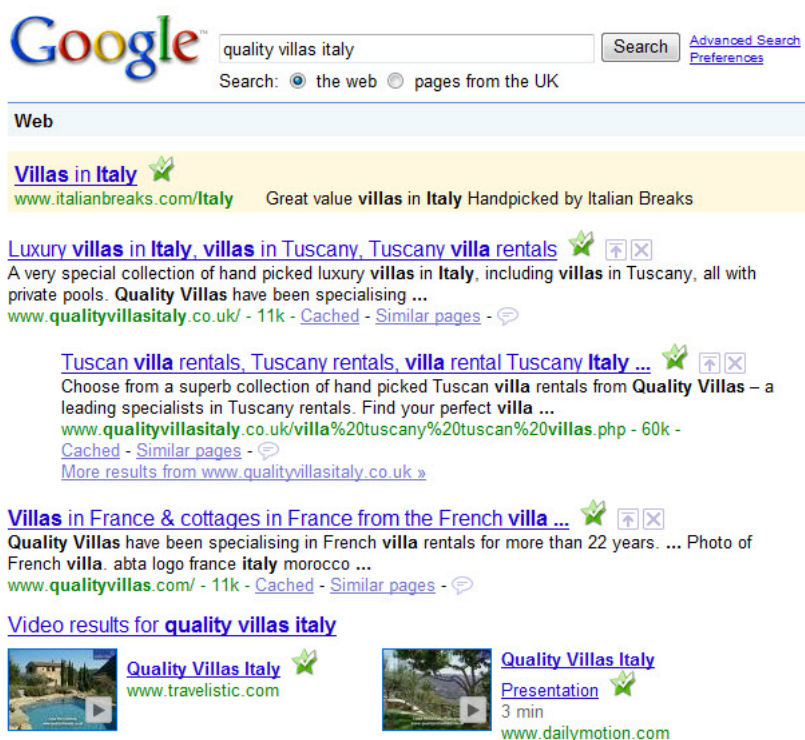 Google™
quality villas italy
Search
Advanced Search
Preferences
Search: the web pages from the UK
Web
Villas in Italy
www.italianbreaks.com/Italy Great value villas in Italy Handpicked by Italian Breaks
Luxury villas in Italy, villas in Tuscany, Tuscany villa rentals
A very special collection of hand picked luxury villas in Italy, including villas in Tuscany, all with
private pools. Quality Villas have been specialising ...
www.qualityvillasitaly.co.uk/ - 11k - Cached - Similar pages -
Tuscan villa rentals, Tuscany rentals, villa rental Tuscany Italy ...
Choose from a superb collection of hand picked Tuscan villa rentals from Quality Villas – a
leading specialists in Tuscany rentals. Find your perfect villa ...
www.qualityvillasitaly.co.uk/villa%20tuscany%20tuscan%20villas.php - 60k -
Cached - Similar pages -
More results from www.qualityvillasitaly.co.uk »
Villas in France & cottages in France from the French villa ...
Quality Villas have been specialising in French villa rentals for more than 22 years. ... Photo of
French villa. abta logo france italy morocco ...
www.qualityvillas.com/ - 11k - Cached - Similar pages -
Video results for quality villas italy
Quality Villas Italy
www.travelistic.com
Quality Villas Italy
Presentation
3 min
www.dailymotion.com